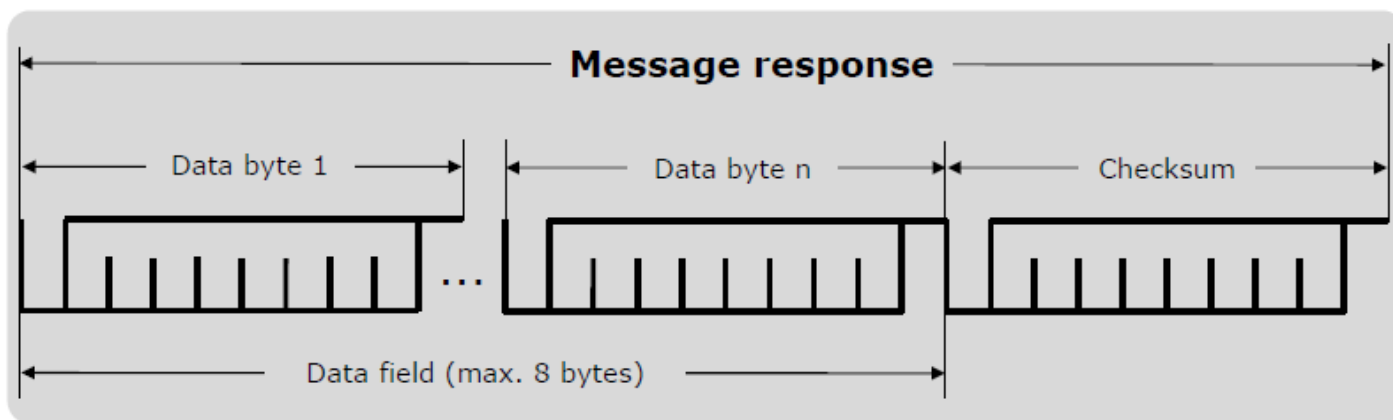 Message response
Data byte 1
Data byte n
Checksum
...
Data field (max. 8 bytes)